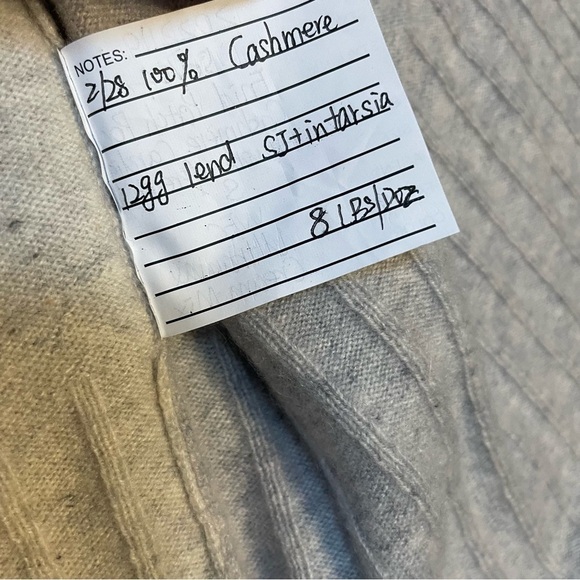 NOTES:
2/28 100% Cashmere
12gg 1end SJ+intarsia
8 LBS/DOZ